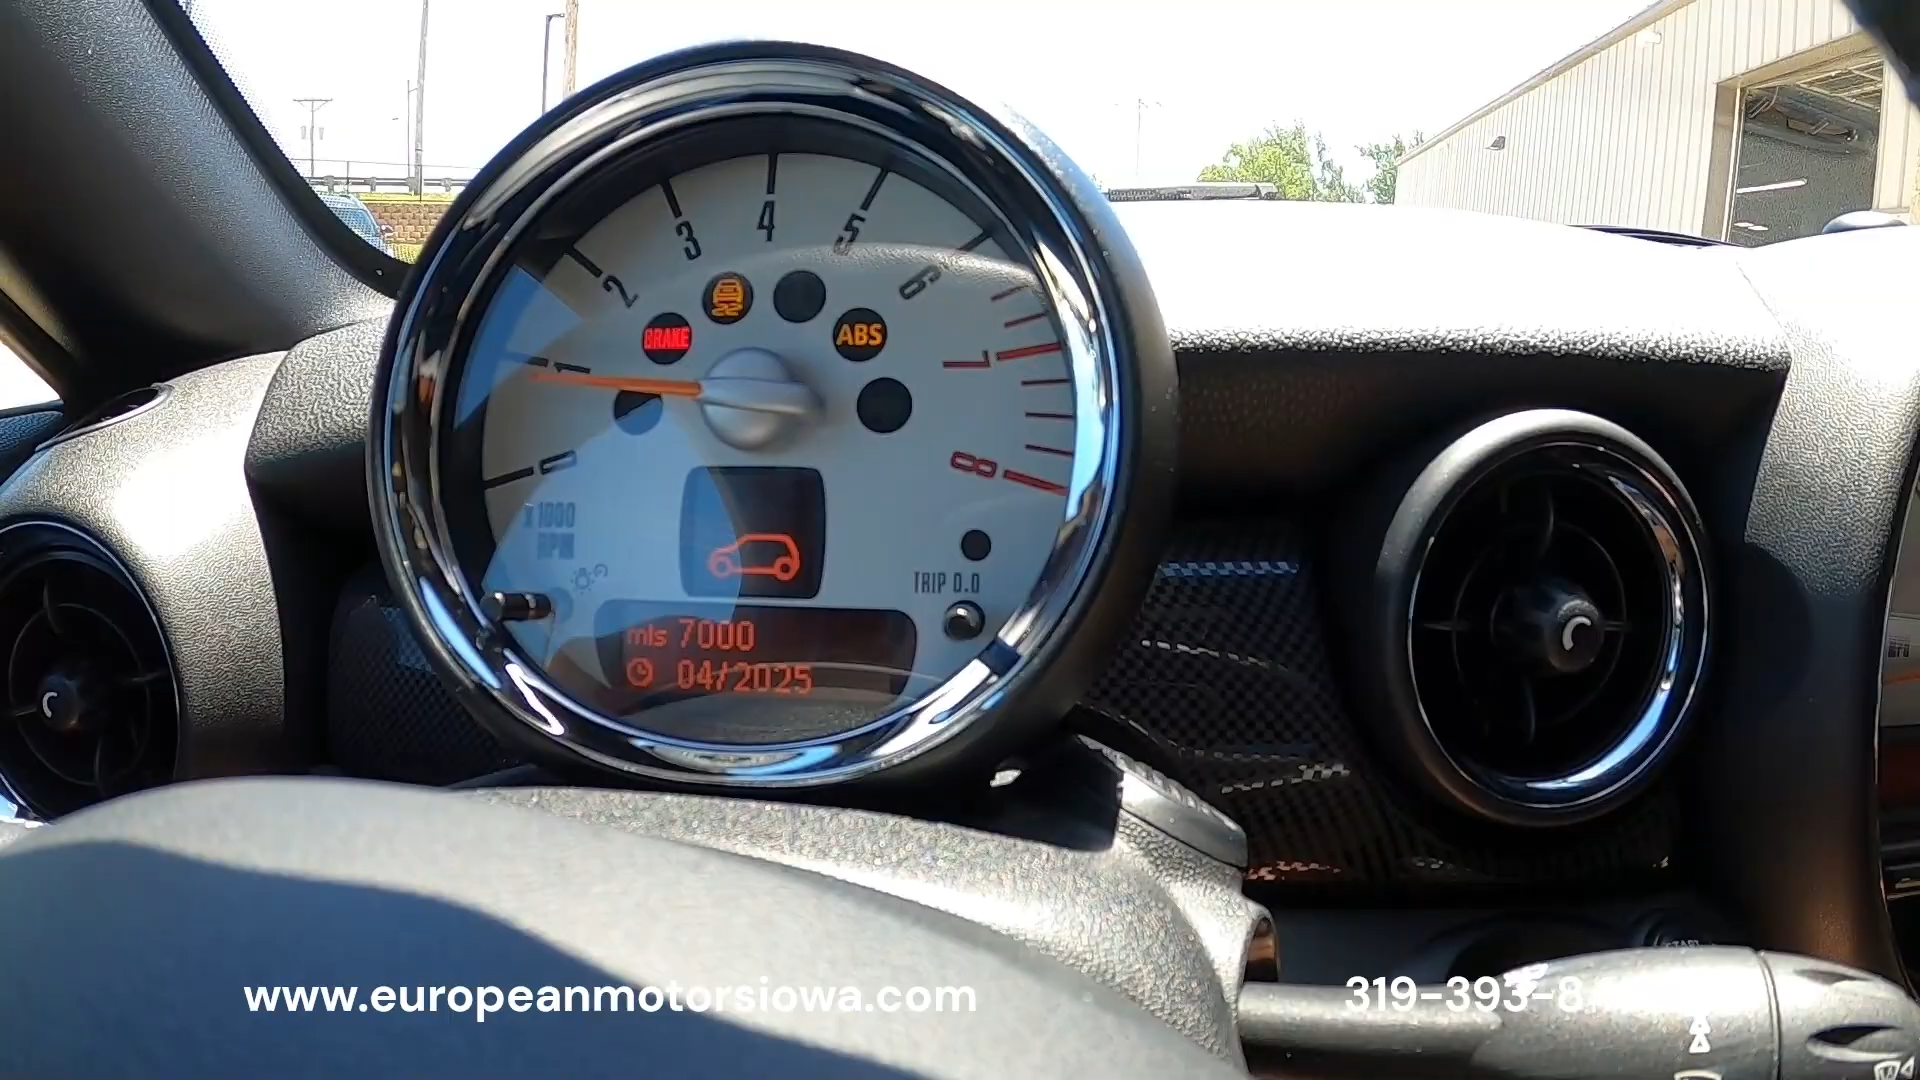 4
3
5
2
6
BRAKE
ABS
1
7
0
8
X 1000
RPM
TRIP 0.0
mls 7000
04/2025
START
www.europeanmotorsiowa.com
319-393-8